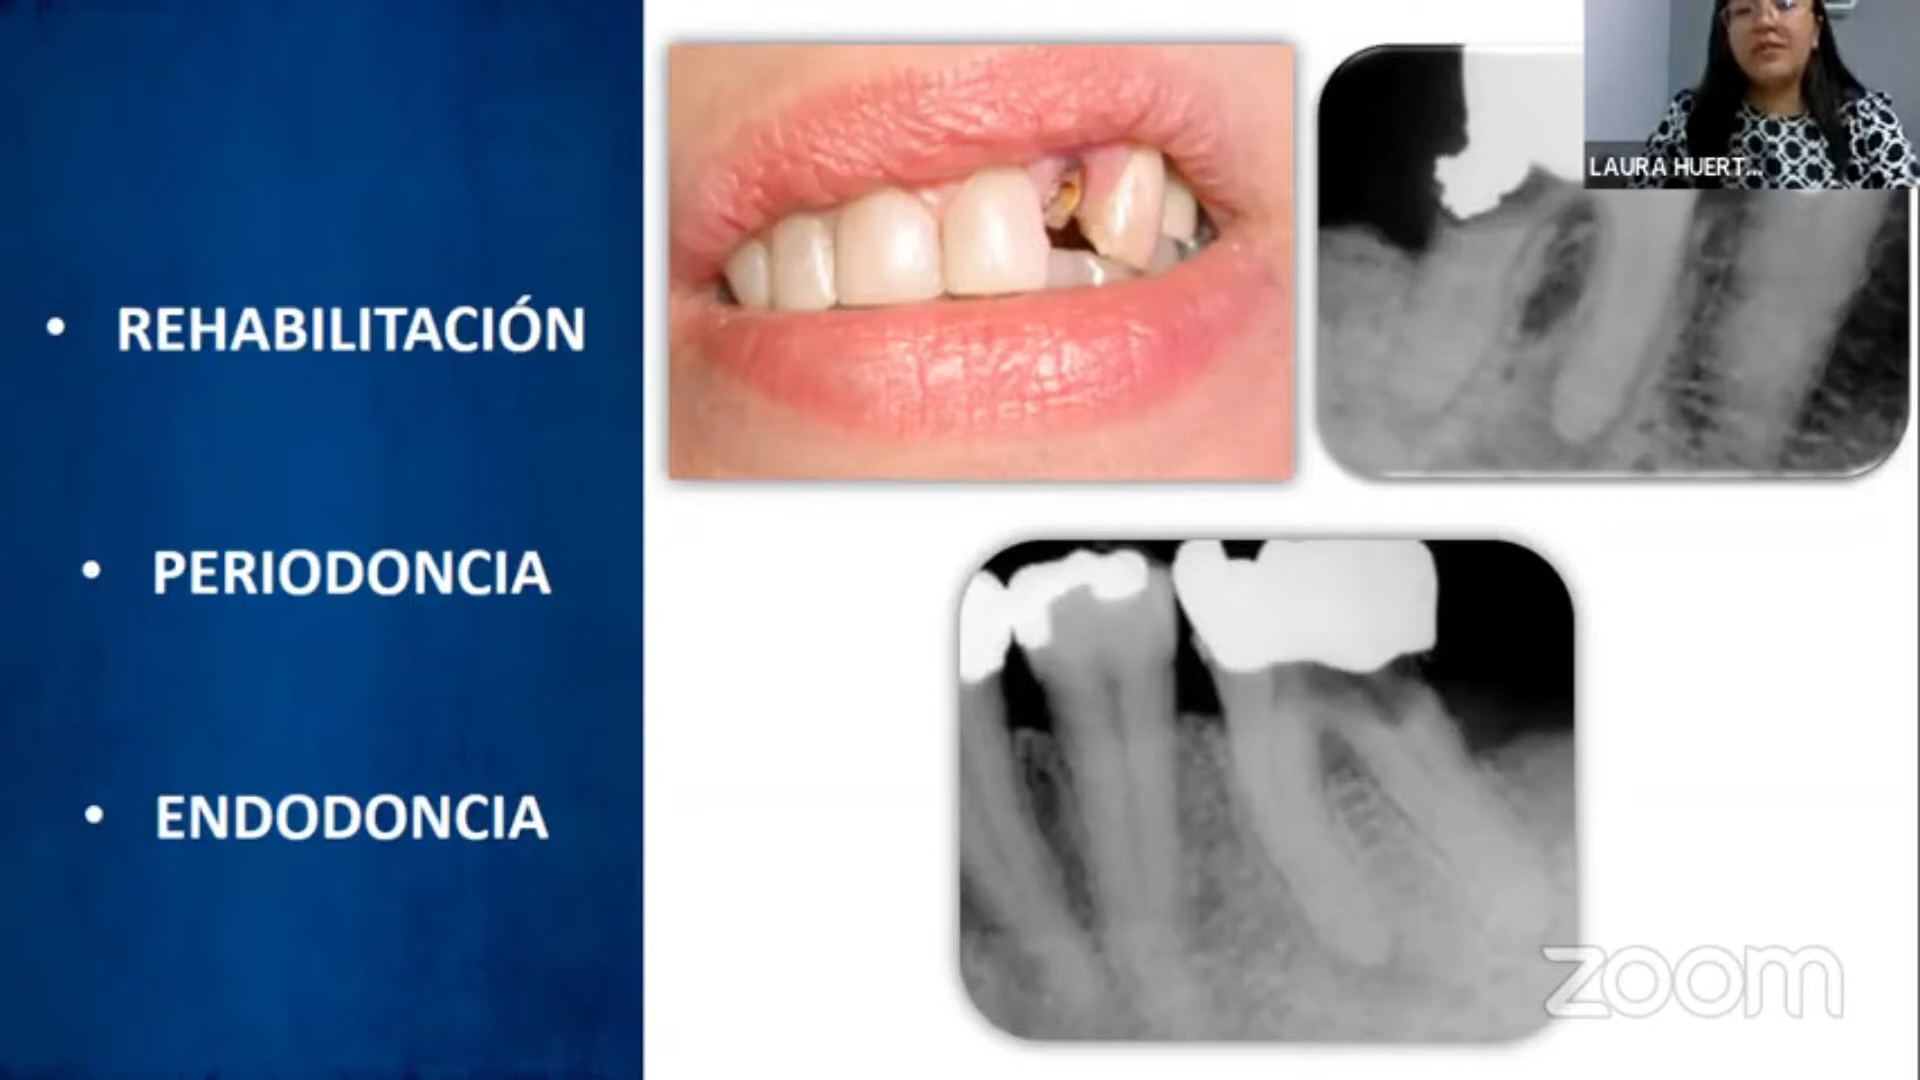 LAURA HUERT...
• REHABILITACIÓN
• PERIODONCIA
• ENDODONCIA
zoom